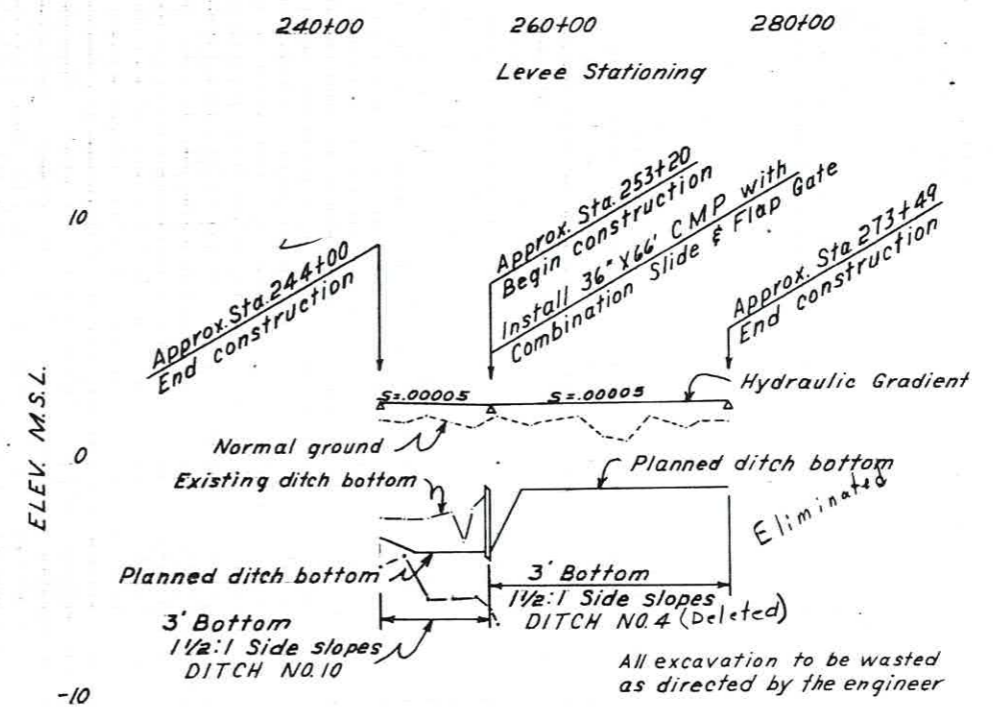 240+00 260+00 280+00
Levee Stationing
10
Approx. Sta. 244+00
End construction
Approx. Sta. 253+20
Begin construction
Install 36" X 66' CMP with
Combination Slide & Flap Gate
Approx. Sta 273+49
End construction
ELEV. M.S.L.
S=.00005 S=.00005
Hydraulic Gradient
Normal ground
0
Existing ditch bottom
Planned ditch bottom
Eliminated
Planned ditch bottom
3' Bottom
1 1/2:1 Side slopes
DITCH NO. 4 (Deleted)
3' Bottom
1 1/2:1 Side slopes
DITCH NO. 10
All excavation to be wasted
as directed by the engineer
-10